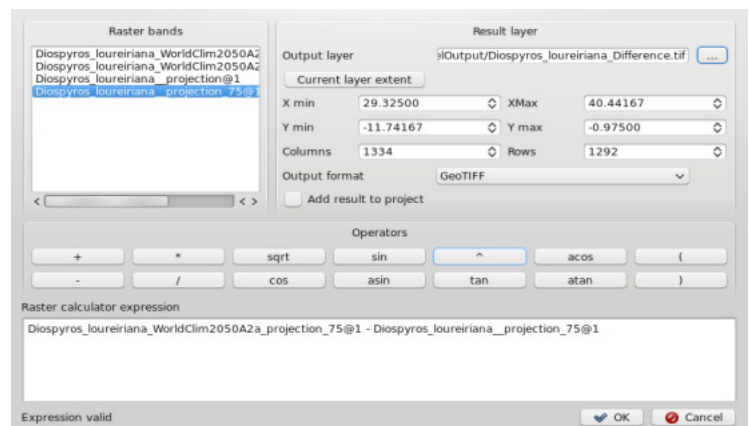 Raster bands
Diospyros_loureiriana_WorldClim2050A2
Diospyros_loureiriana_WorldClim2050A2
Diospyros_loureiriana__projection@1
Diospyros_loureiriana__projection_75@1
Result layer
Output layer
elOutput/Diospyros_loureiriana_Difference.tif
...
Current layer extent
X min 29.32500 XMax 40.44167
Y min -11.74167 Y max -0.97500
Columns 1334 Rows 1292
Output format GeoTIFF
Add result to project
Operators
+ * sqrt sin ^ acos (
- / cos asin tan atan )
Raster calculator expression
Diospyros_loureiriana_WorldClim2050A2a_projection_75@1 - Diospyros_loureiriana__projection_75@1
Expression valid
OK Cancel